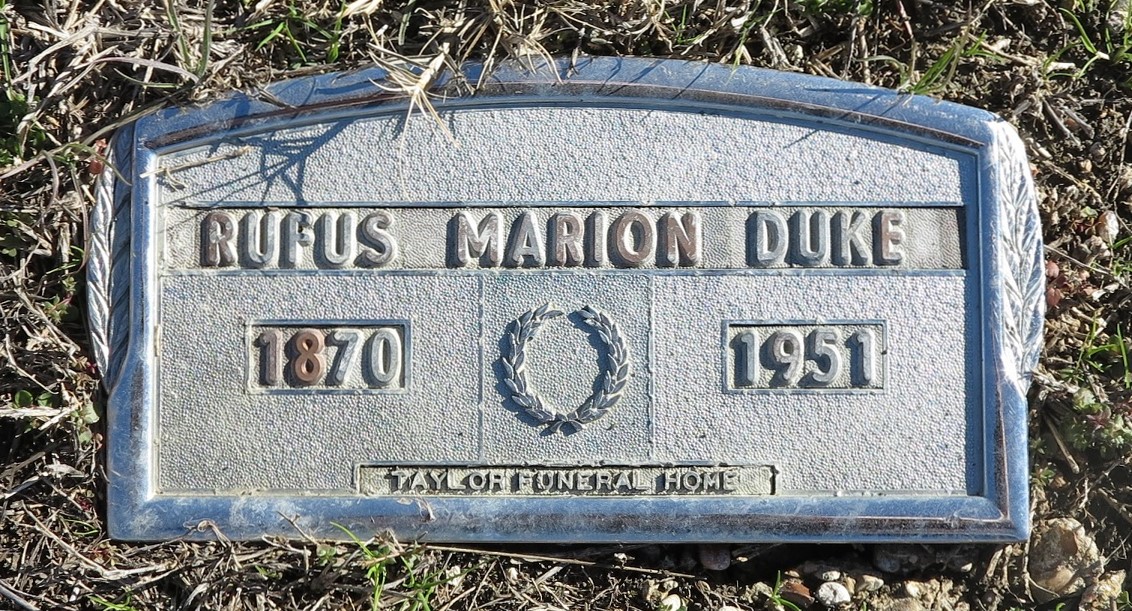 RUFUS MARION DUKE
1870 1951
TAYLOR FUNERAL HOME